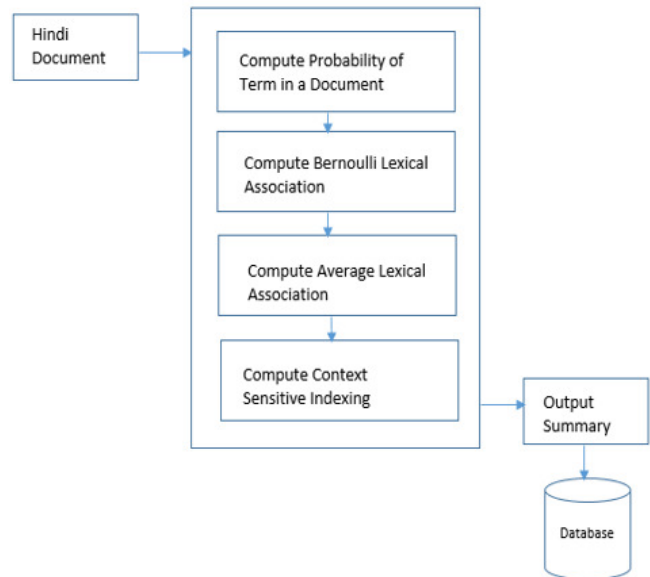 Hindi
Document
Compute Probability of
Term in a Document
Compute Bernoulli Lexical
Association
Compute Average Lexical
Association
Compute Context
Sensitive Indexing
Output
Summary
Database